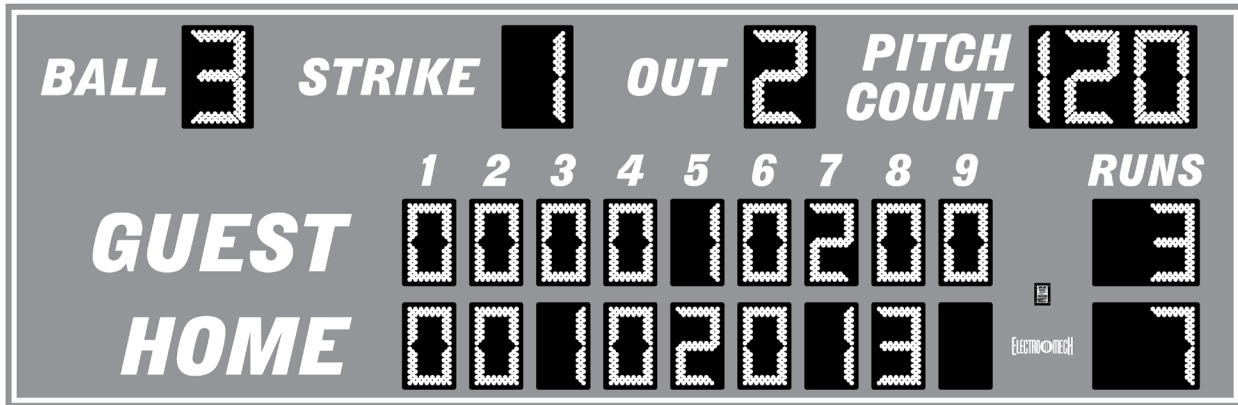 BALL 3 STRIKE 1 OUT 2 PITCH COUNT 120
1 2 3 4 5 6 7 8 9 RUNS
GUEST 0 0 0 0 1 0 2 0 0 3
HOME 0 0 1 0 2 0 1 3 7
ELECTRO-MECH